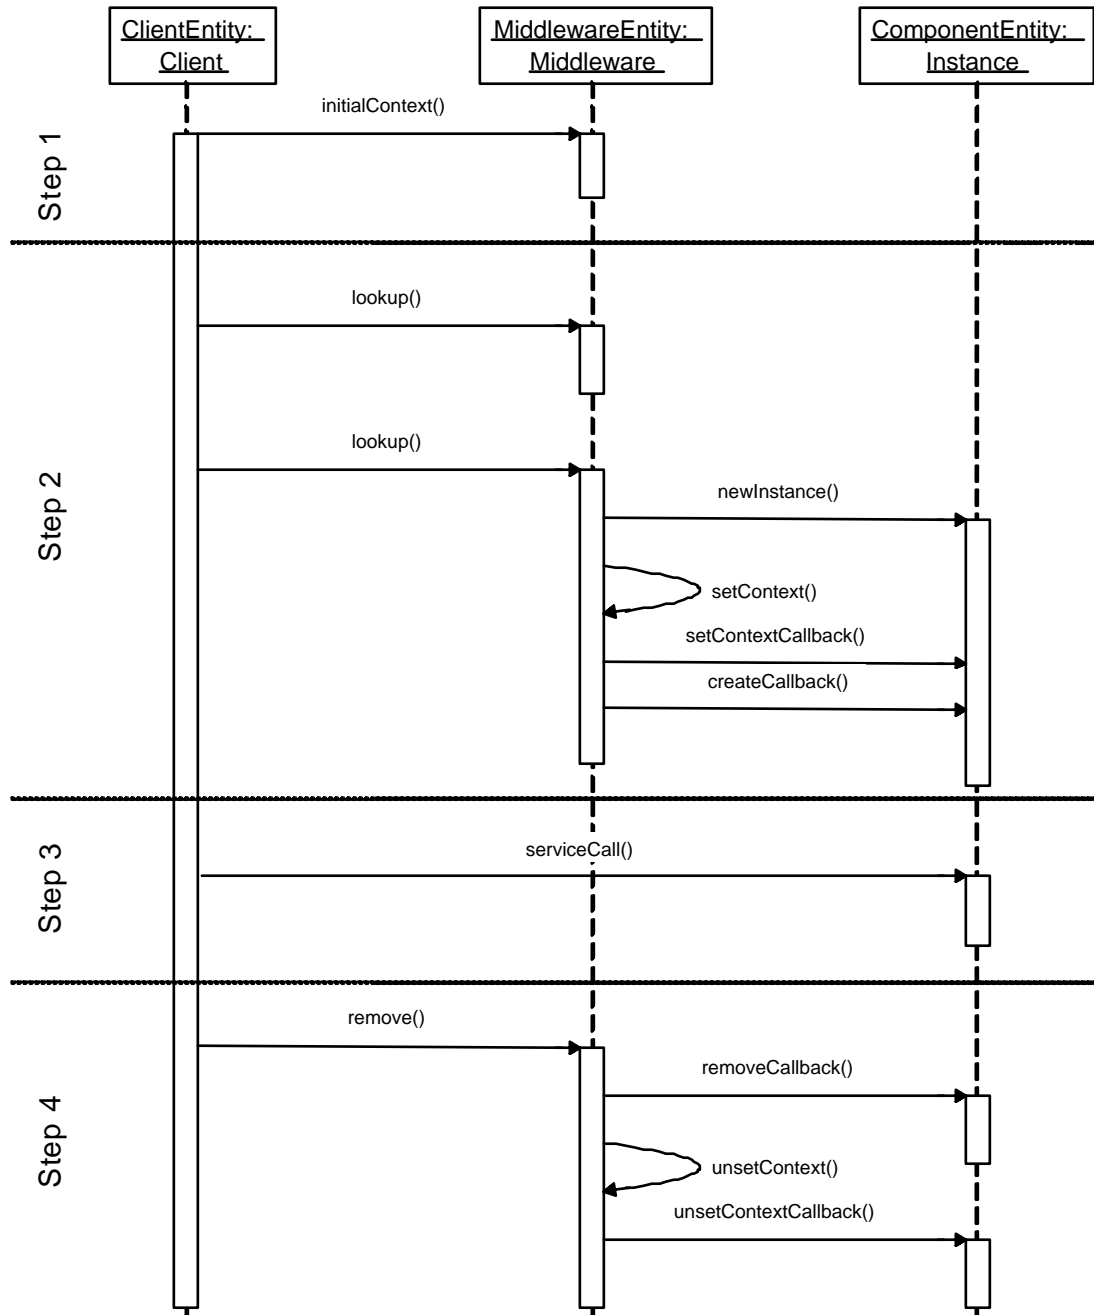 ClientEntity:
Client
MiddlewareEntity:
Middleware
ComponentEntity:
Instance
Step 1
initialContext()
Step 2
lookup()
lookup()
newInstance()
setContext()
setContextCallback()
createCallback()
Step 3
serviceCall()
Step 4
remove()
removeCallback()
unsetContext()
unsetContextCallback()